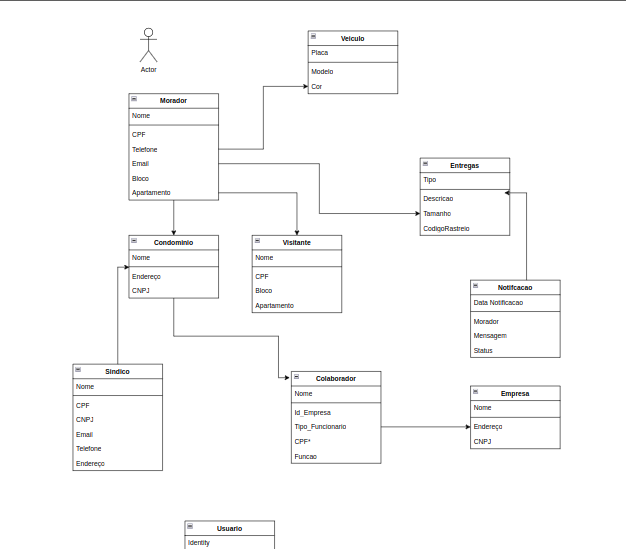 Actor
Veiculo
Placa
Modelo
Cor
Morador
Nome
CPF
Telefone
Email
Bloco
Apartamento
Entregas
Tipo
Descricao
Tamanho
CodigoRastreio
Condominio
Nome
Endereço
CNPJ
Visitante
Nome
CPF
Bloco
Apartamento
Notifcacao
Data Notificacao
Morador
Mensagem
Status
Sindico
Nome
CPF
CNPJ
Email
Telefone
Endereço
Colaborador
Nome
Id_Empresa
Tipo_Funcionario
CPF*
Funcao
Empresa
Nome
Endereço
CNPJ
Usuario
Identity